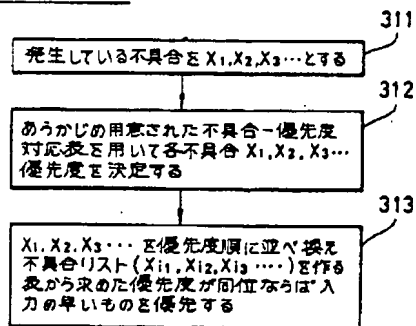 311
発生している不具合をX1,X2,X3…とする
312
あらかじめ用意された不具合-優先度
対応表を用いて各不具合X1,X2,X3…
優先度を決定する
313
X1,X2,X3…を優先度順に並べ換え
不具合リスト(Xi1,Xi2,Xi3……)を作る
表から求めた優先度が同位ならば入
力の早いものを優先する